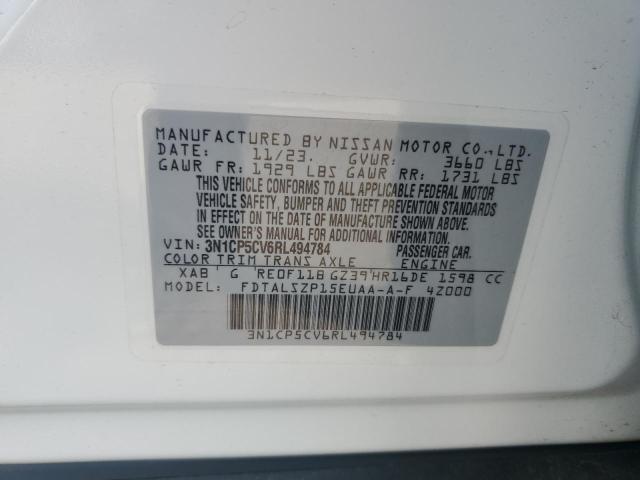 MANUFACTURED BY NISSAN MOTOR CO.,LTD.
DATE: 11/23. GVWR: 3660 LBS
GAWR FR: 1929 LBS GAWR RR: 1731 LBS
THIS VEHICLE CONFORMS TO ALL APPLICABLE FEDERAL MOTOR
VEHICLE SAFETY, BUMPER AND THEFT PREVENTION STANDARDS
IN EFFECT ON THE DATE OF MANUFACTURE SHOWN ABOVE.
SEE OWNER'S MANUAL FOR ADDITIONAL INFORMATION.
VIN: 3N1CP5CV6RL494784 PASSENGER CAR.
COLOR TRIM TRANS AXLE ENGINE
XAB G RE0F11B GZ39 HR16DE 1598 CC
MODEL: FDTALSZP15EUAA-A-F 42000
3N1CP5CV6RL494784